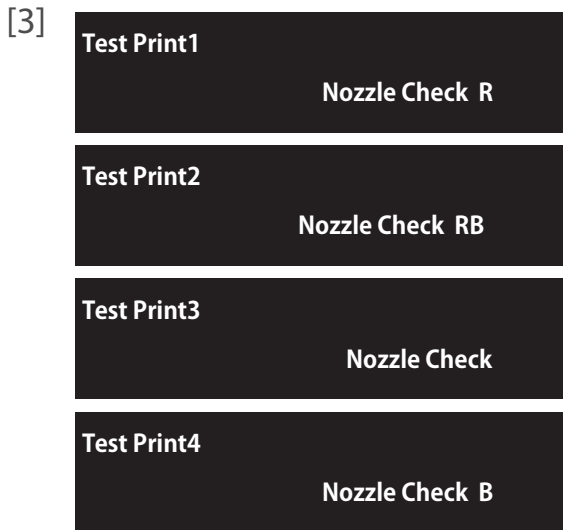 [3]
Test Print1
Nozzle Check R
Test Print2
Nozzle Check RB
Test Print3
Nozzle Check
Test Print4
Nozzle Check B